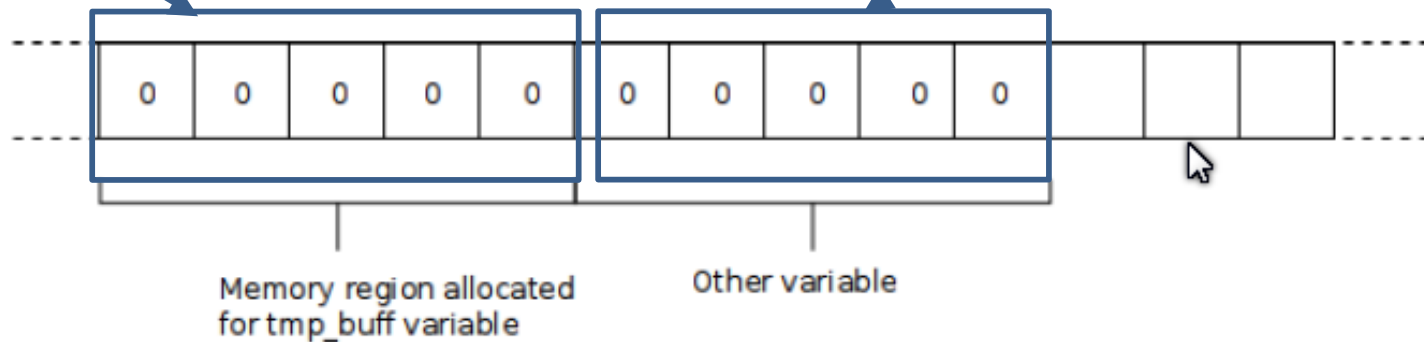 0 0 0 0 0 0 0 0 0 0
Memory region allocated
for tmp_buff variable
Other variable